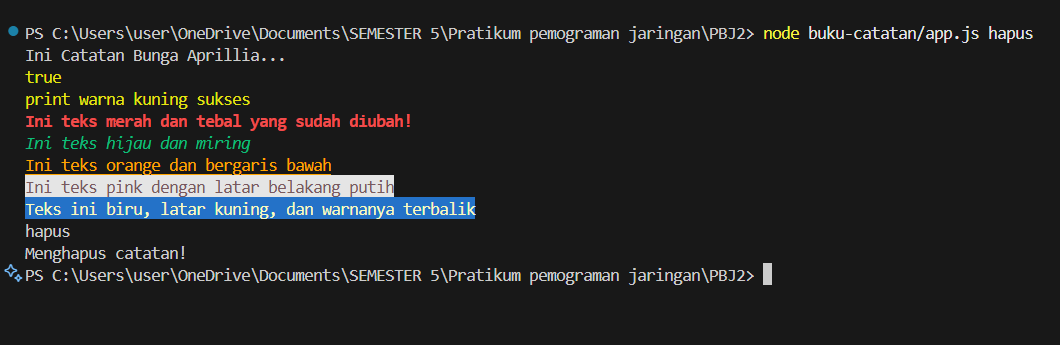 PS C:\Users\user\OneDrive\Documents\SEMESTER 5\Pratikum pemograman jaringan\PBJ2> node buku-catatan/app.js hapus
Ini Catatan Bunga Aprillia...
true
print warna kuning sukses
Ini teks merah dan tebal yang sudah diubah!
Ini teks hijau dan miring
Ini teks orange dan bergaris bawah
Ini teks pink dengan latar belakang putih
Teks ini biru, latar kuning, dan warnanya terbalik
hapus
Menghapus catatan!
PS C:\Users\user\OneDrive\Documents\SEMESTER 5\Pratikum pemograman jaringan\PBJ2>